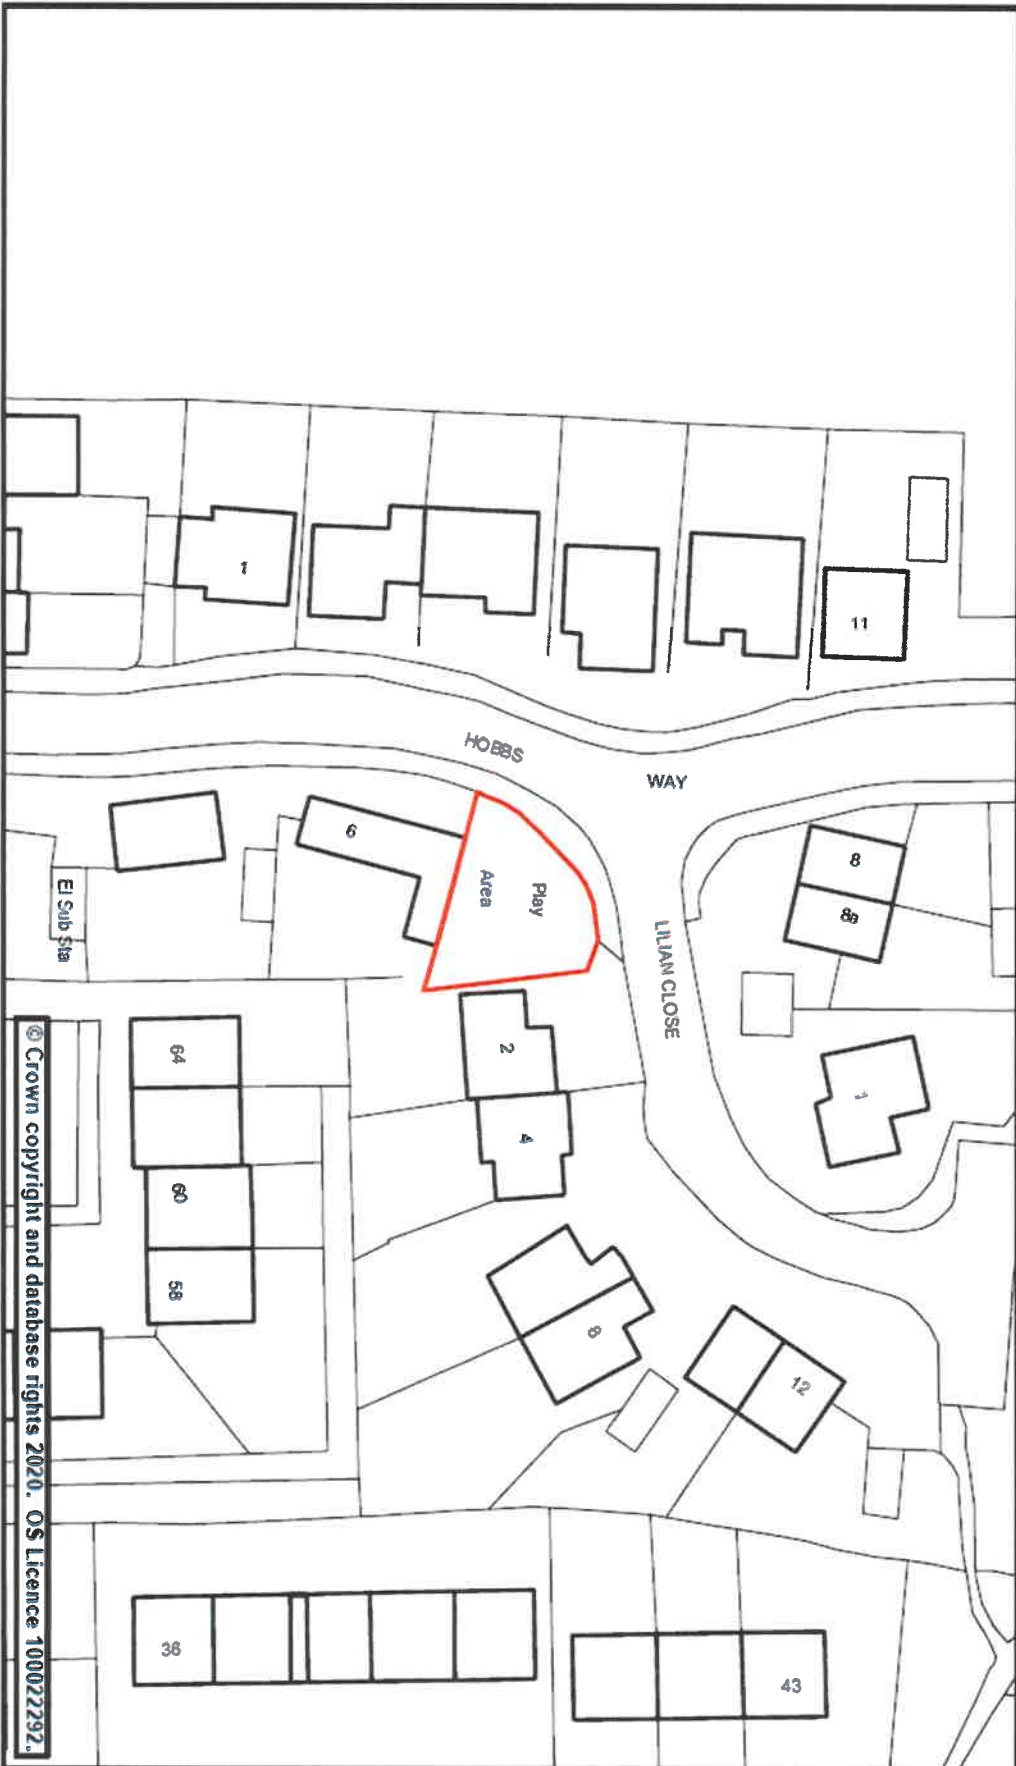 1
11
HOBBS
WAY
6
Play
Area
8
8a
LILIAN CLOSE
El Sub Sta
2
4
1
64
60
58
8
12
36
43
© Crown copyright and database rights 2020. OS Licence 100022292.